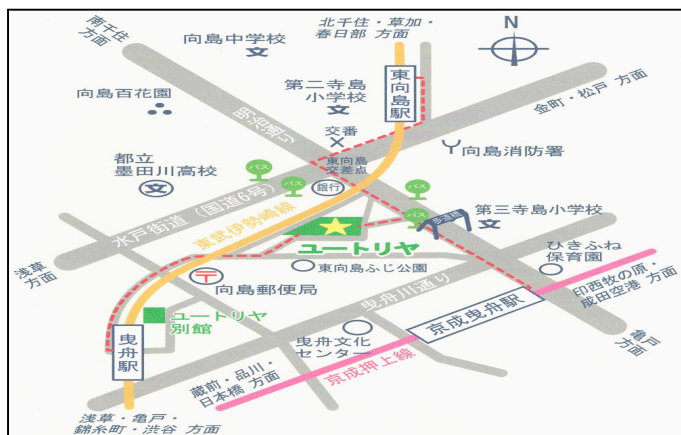 南千住
方面
向島中学校
文
北千住・草加・
春日部 方面
N
東向島駅
第二寺島
小学校
文
向島百花園
明治通り
交番
金町・松戸 方面
向島消防署
東向島
交差点
都立
墨田川高校
文
バス
バス
銀行
バス
バス
歩道橋
第三寺島小学校
文
水戸街道（国道6号）
東武伊勢崎線
ユートリヤ
浅草
方面
ひきふね
保育園
東向島ふじ公園
〒
向島郵便局
曳舟川通り
印西牧の原・
成田空港 方面
ユートリヤ
別館
京成曳舟駅
曳舟駅
曳舟文化
センター
亀戸
方面
京成押上線
蔵前・品川・
日本橋 方面
浅草・亀戸・
錦糸町・渋谷 方面